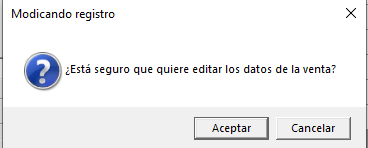 Modicando registro
¿Está seguro que quiere editar los datos de la venta?
Aceptar
Cancelar